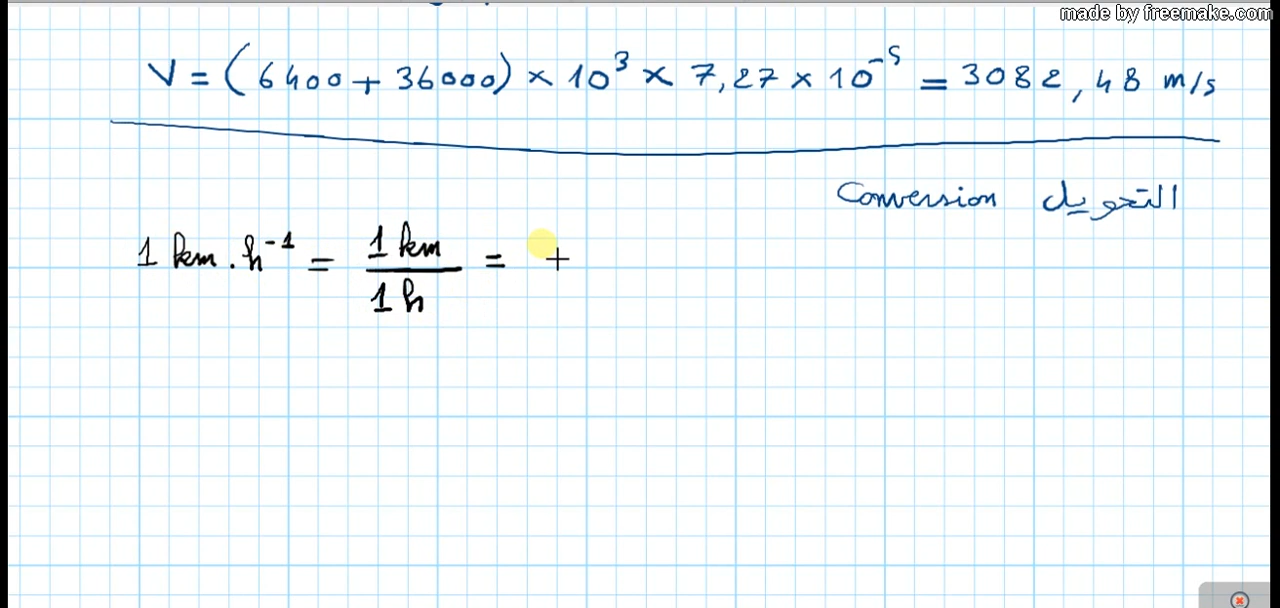 made by freemake.com
V = (6400 + 36000) × 10³ × 7,27 × 10⁻⁵ = 3082,48 m/s
Conversion التحويل
1 km . h⁻¹ = 1 km / 1 h =